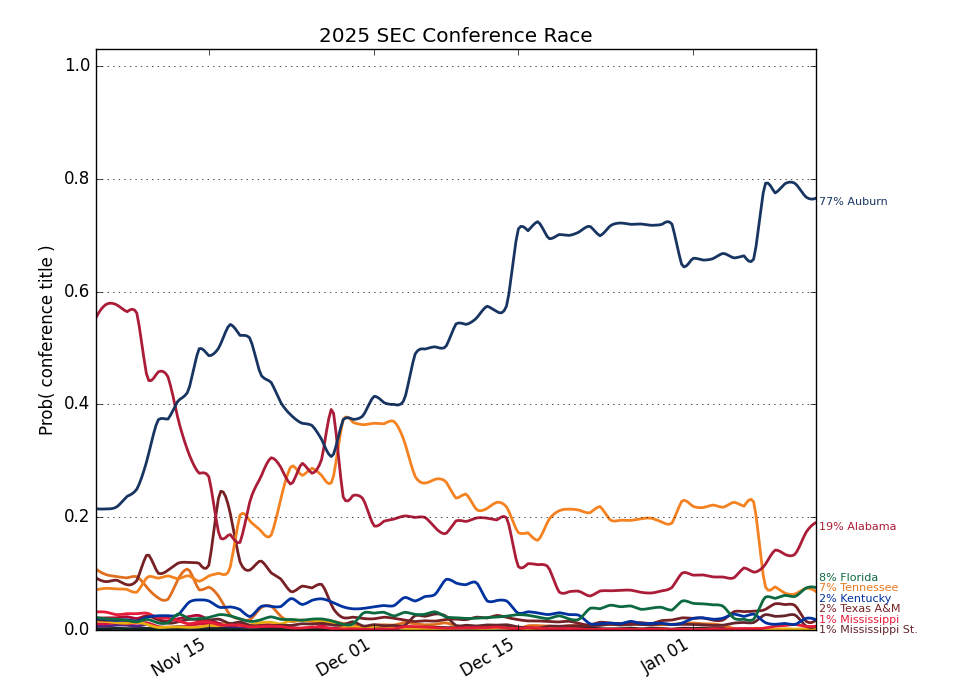 2025 SEC Conference Race
Prob( conference title )
1.0
0.8
0.6
0.4
0.2
0.0
Nov 15
Dec 01
Dec 15
Jan 01
77% Auburn
19% Alabama
8% Florida
7% Tennessee
2% Kentucky
2% Texas A&M
1% Mississippi
1% Mississippi St.